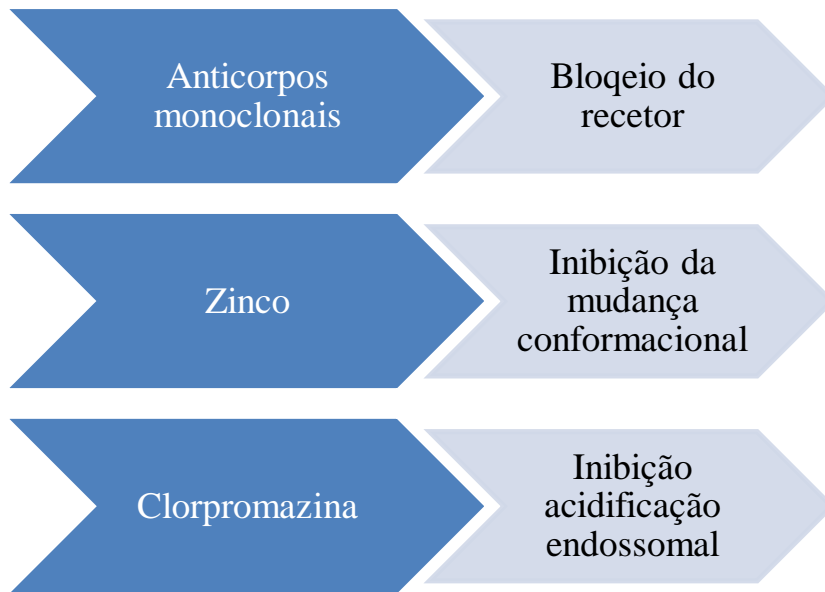 Anticorpos
monoclonais
Bloqeio do
recetor
Zinco
Inibição da
mudança
conformacional
Clorpromazina
Inibição
acidificação
endossomal